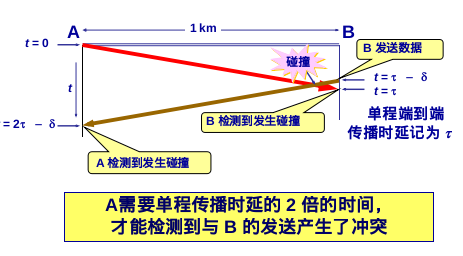 A
1 km
B
t = 0
碰撞
B 发送数据
t = τ – δ
t = τ
t
B 检测到发生碰撞
单程端到端
传播时延记为 τ
= 2τ – δ
A 检测到发生碰撞
A需要单程传播时延的 2 倍的时间，
才能检测到与 B 的发送产生了冲突